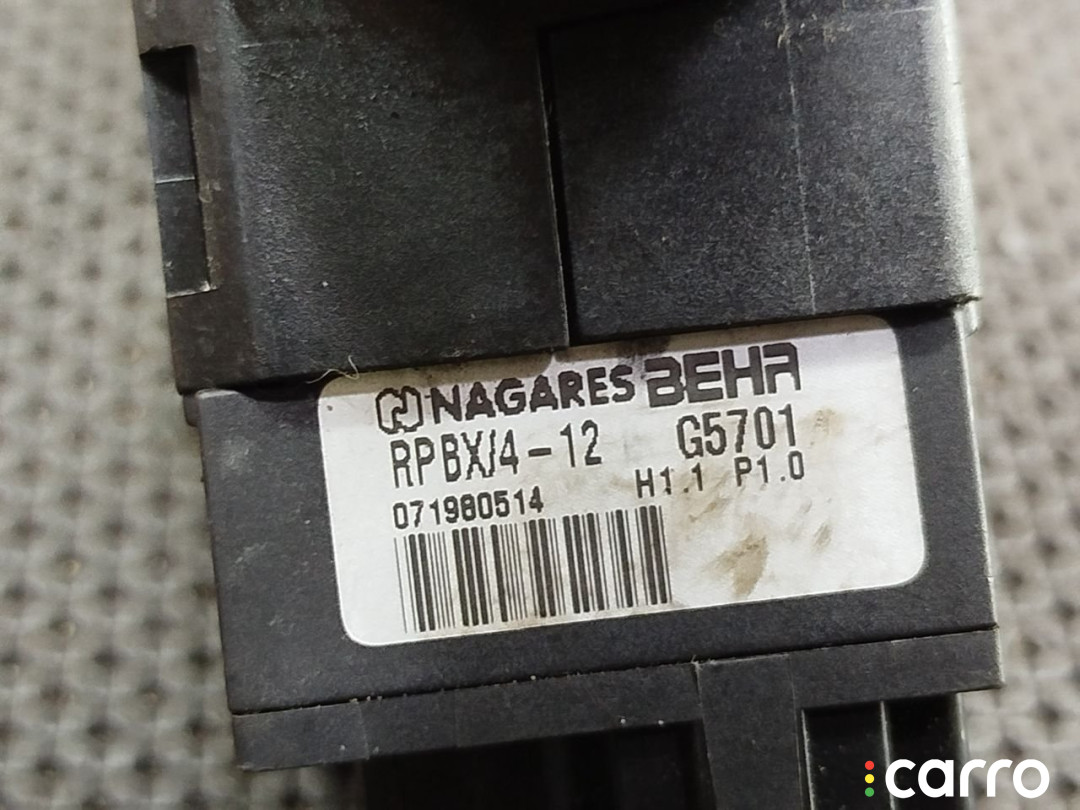 NAGARES BEHR
RPBX/4-12 G5701
071980514 H1.1 P1.0
carro